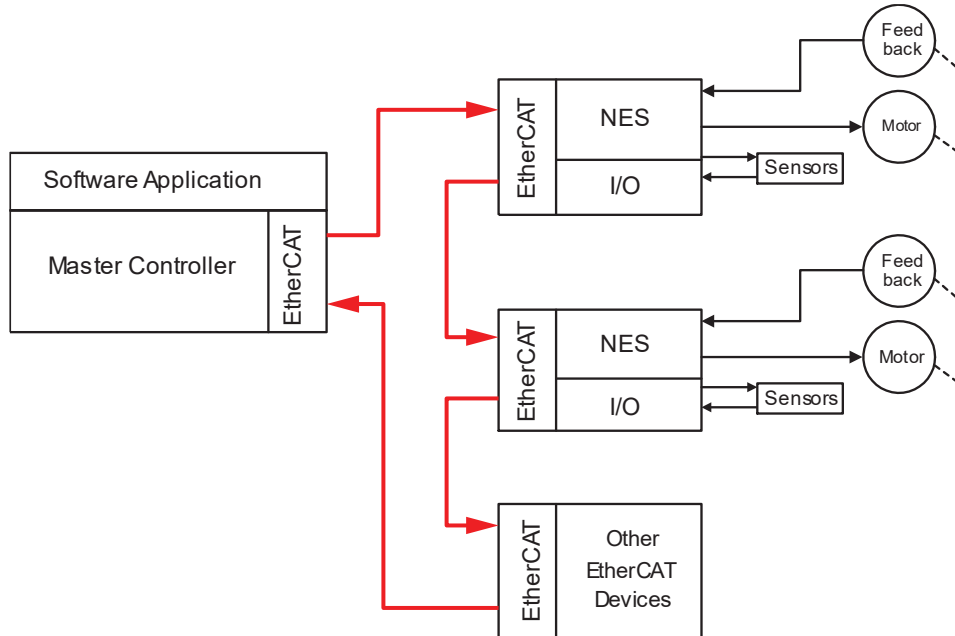 Software Application
Master Controller
EtherCAT
EtherCAT
NES
I/O
Feed
back
Motor
Sensors
EtherCAT
NES
I/O
Feed
back
Motor
Sensors
EtherCAT
Other
EtherCAT
Devices